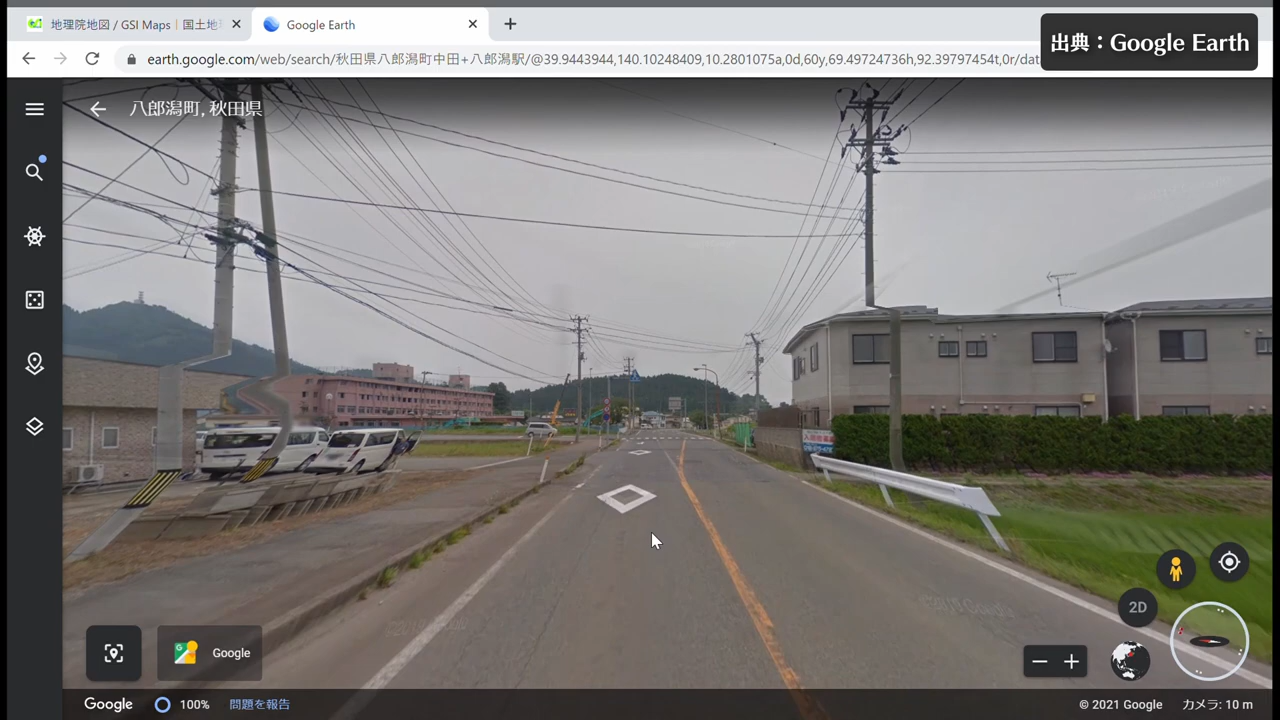 地理院地図 / GSI Maps｜国土地
Google Earth
出典：Google Earth
earth.google.com/web/search/秋田県八郎潟町中田+八郎潟駅/@39.9443944,140.10248409,10.2801075a,0d,60y,69.49724736h,92.39797454t,0r/dat
八郎潟町, 秋田県
2D
Google
Google
100%
問題を報告
© 2021 Google
カメラ: 10 m